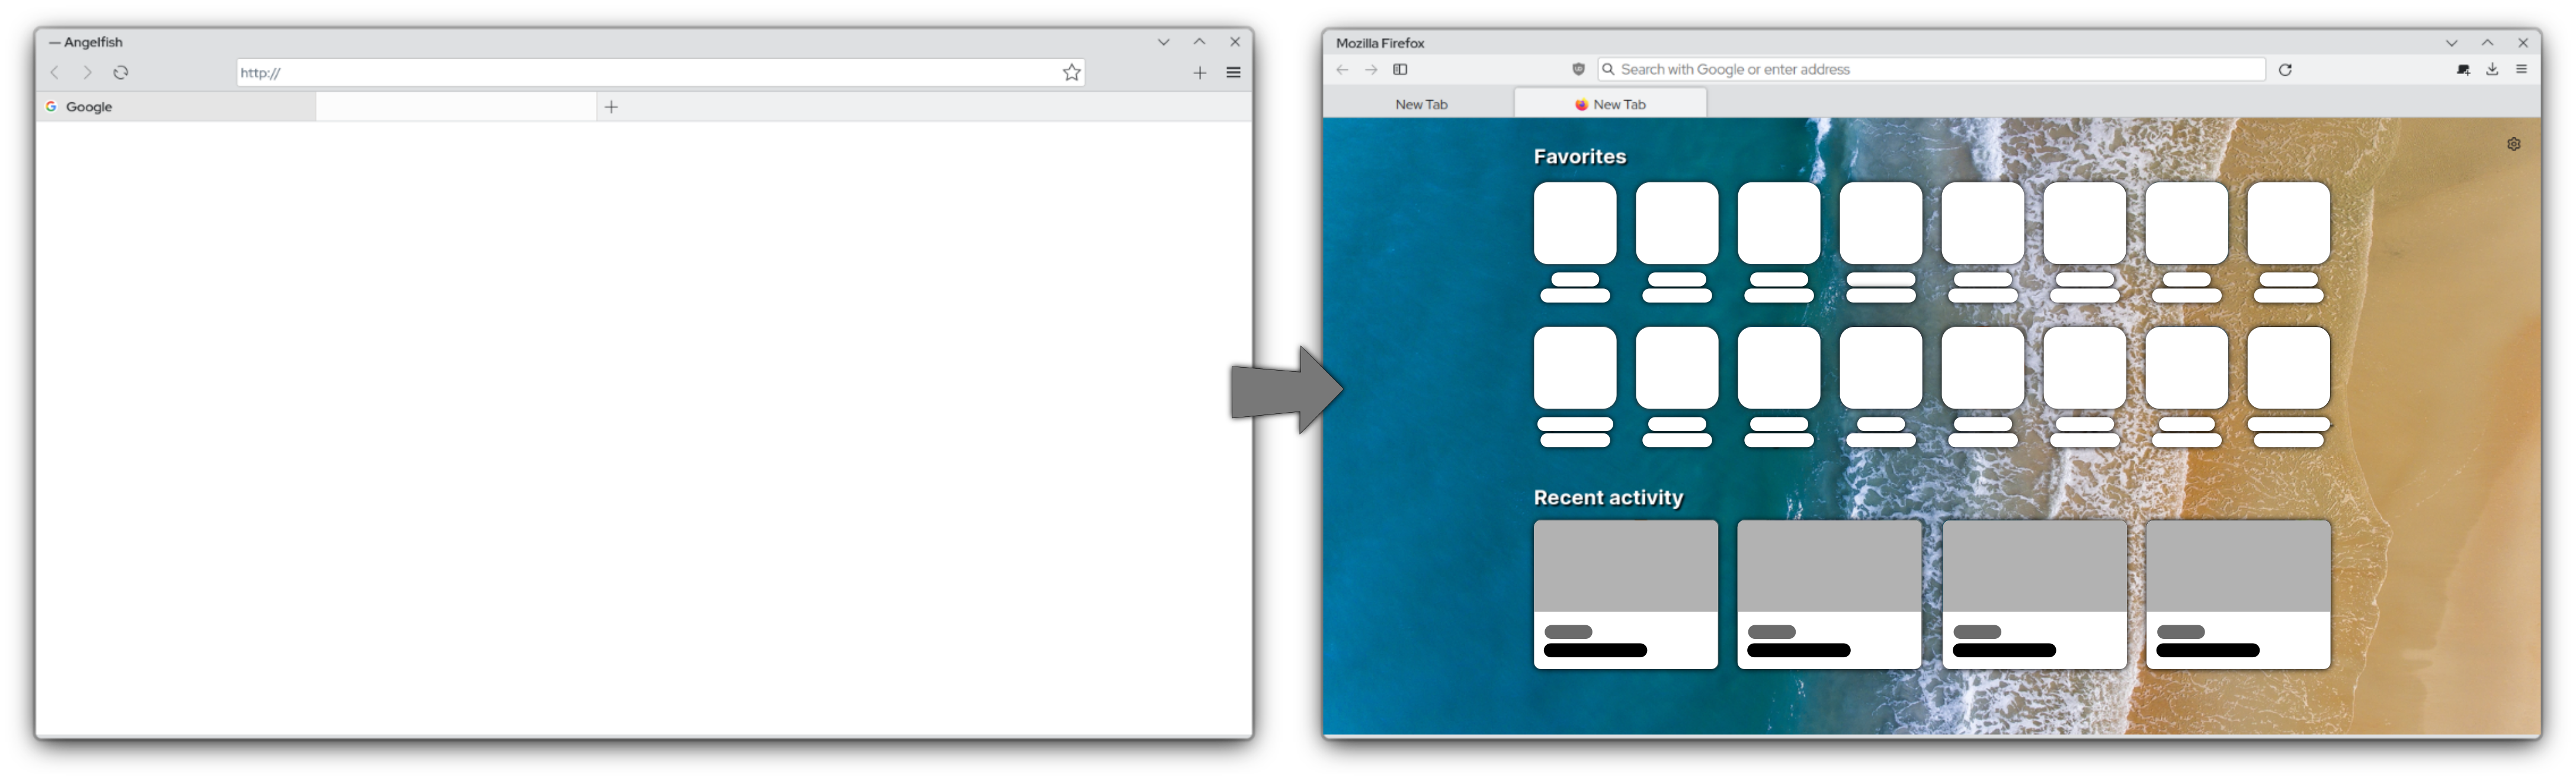 — Angelfish
http://
Google
Mozilla Firefox
Search with Google or enter address
New Tab
New Tab
Favorites
Recent activity